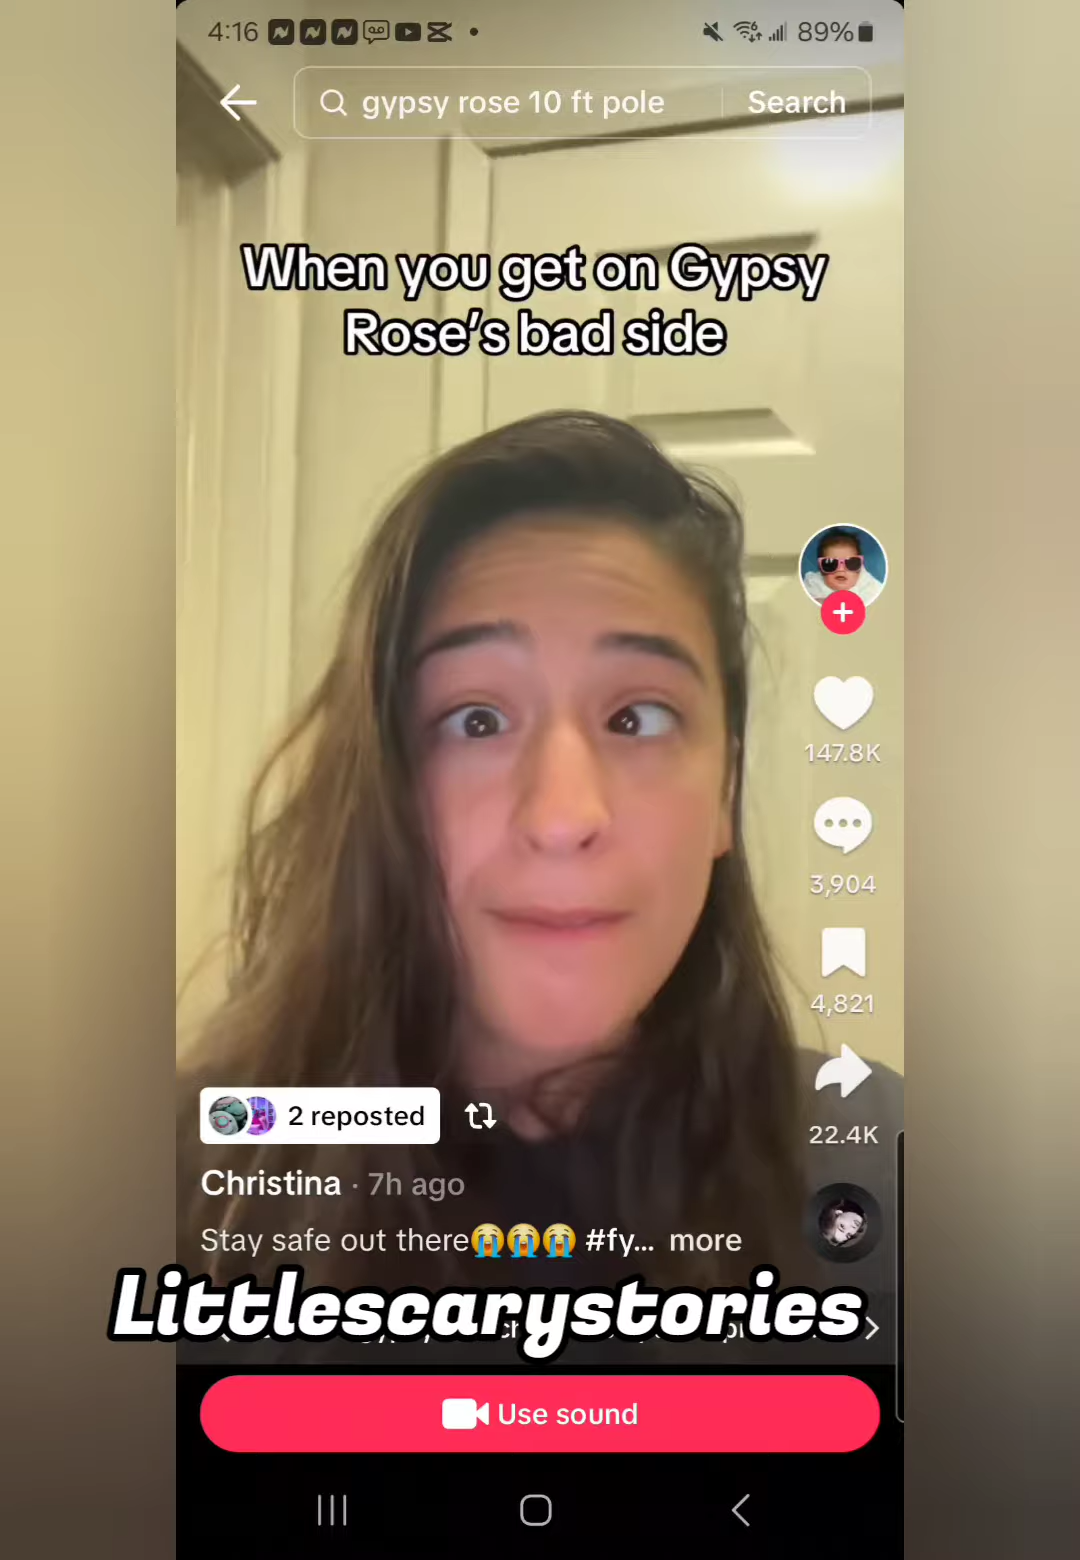 4:16
89%
gypsy rose 10 ft pole
Search
When you get on Gypsy
Rose's bad side
147.8K
3,904
4,821
22.4K
2 reposted
Christina · 7h ago
Stay safe out there😭😭😭 #fy... more
Littlescarystories
Use sound